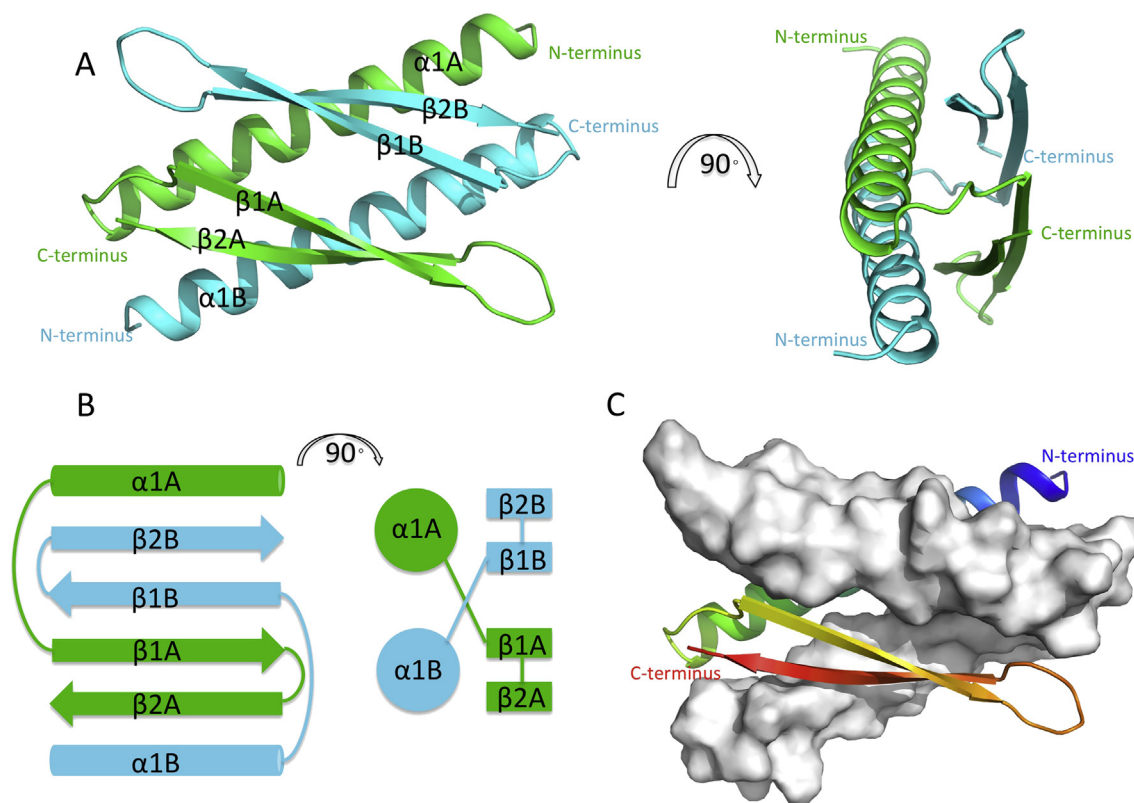 A
α1A
N-terminus
β2B
C-terminus
β1B
β1A
β2A
C-terminus
α1B
N-terminus
90°
N-terminus
C-terminus
C-terminus
N-terminus
B
90°
α1A
β2B
β1B
β1A
β2A
α1B
α1A
β2B
β1B
α1B
β1A
β2A
C
N-terminus
C-terminus